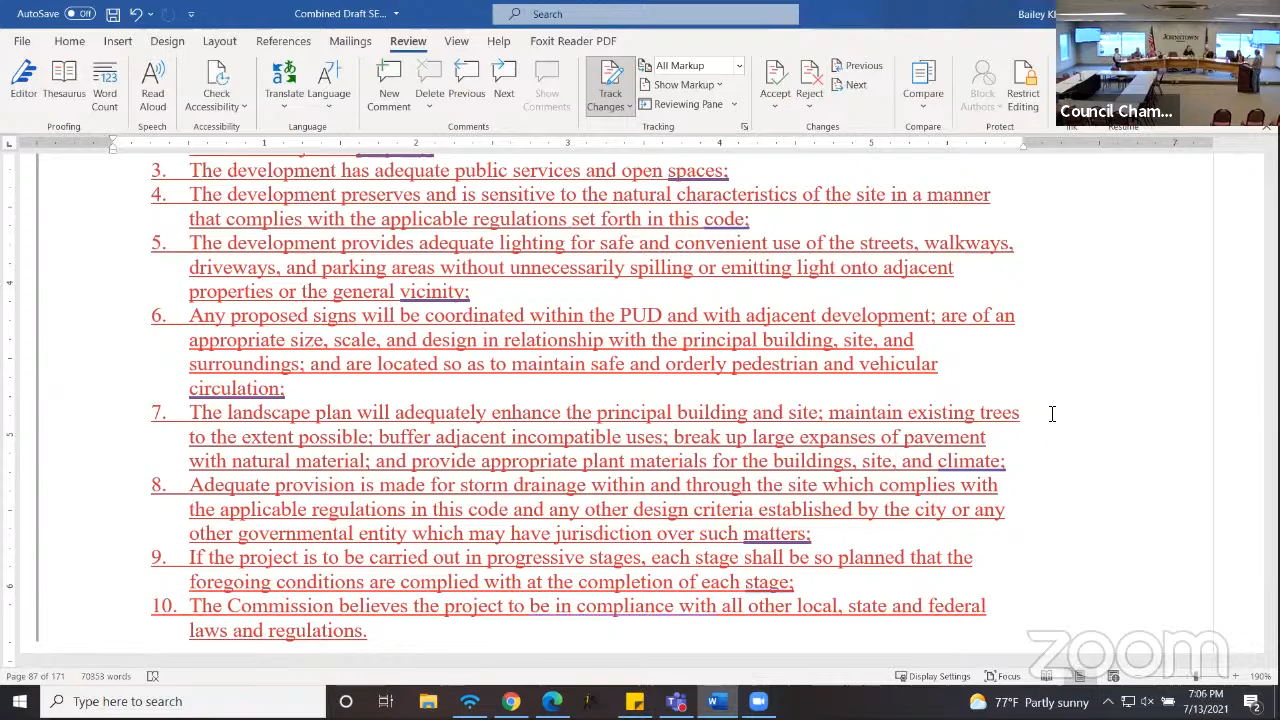 Bailey K
File Home Insert Design Layout References Mailings Review View Help Foxit Reader PDF
Editor Thesaurus Word Count Read Aloud Check Accessibility Translate Language New Comment Delete Previous Next Show Comments Track Changes All Markup Show Markup Reviewing Pane Accept Reject Previous Next Compare Block Authors Restrict Editing
Proofing Speech Accessibility Language Comments Tracking Changes Compare Protect Ink Resume
JOHNSTOWN
Council Cham...
1 2 3 4 5 7
3. The development has adequate public services and open spaces;
4. The development preserves and is sensitive to the natural characteristics of the site in a manner
that complies with the applicable regulations set forth in this code;
5. The development provides adequate lighting for safe and convenient use of the streets, walkways,
driveways, and parking areas without unnecessarily spilling or emitting light onto adjacent
properties or the general vicinity;
6. Any proposed signs will be coordinated within the PUD and with adjacent development; are of an
appropriate size, scale, and design in relationship with the principal building, site, and
surroundings; and are located so as to maintain safe and orderly pedestrian and vehicular
circulation;
7. The landscape plan will adequately enhance the principal building and site; maintain existing trees
to the extent possible; buffer adjacent incompatible uses; break up large expanses of pavement
with natural material; and provide appropriate plant materials for the buildings, site, and climate;
8. Adequate provision is made for storm drainage within and through the site which complies with
the applicable regulations in this code and any other design criteria established by the city or any
other governmental entity which may have jurisdiction over such matters;
9. If the project is to be carried out in progressive stages, each stage shall be so planned that the
foregoing conditions are complied with at the completion of each stage;
10. The Commission believes the project to be in compliance with all other local, state and federal
laws and regulations.
zoom
Page 87 of 171 70353 words Display Settings Focus 190%
Type here to search 77°F Partly sunny 7:06 PM
7/13/2021